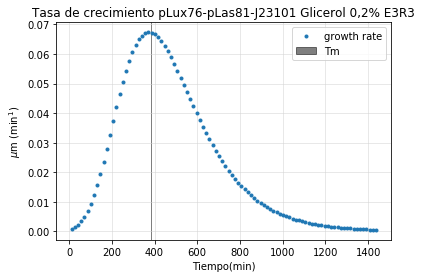 Tasa de crecimiento pLux76-pLas81-J23101 Glicerol 0,2% E3R3
growth rate
Tm
μm (min¹)
0.07
0.06
0.05
0.04
0.03
0.02
0.01
0.00
0 200 400 600 800 1000 1200 1400
Tiempo(min)